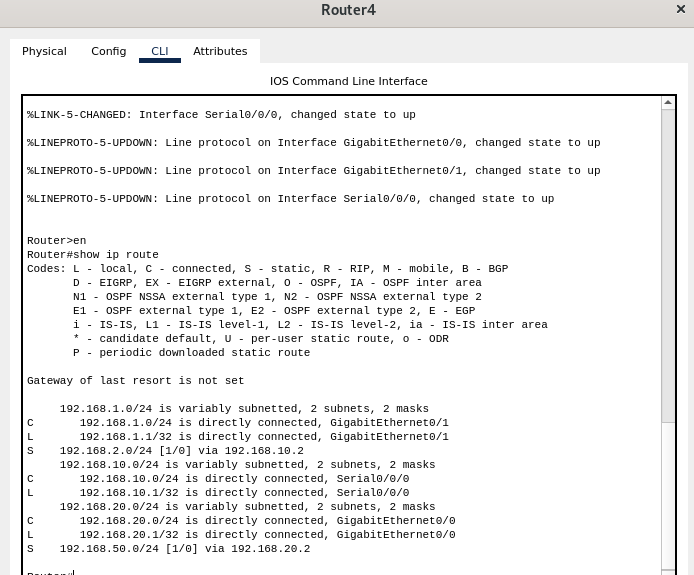 Router4
Physical Config CLI Attributes
IOS Command Line Interface
%LINK-5-CHANGED: Interface Serial0/0/0, changed state to up
%LINEPROTO-5-UPDOWN: Line protocol on Interface GigabitEthernet0/0, changed state to up
%LINEPROTO-5-UPDOWN: Line protocol on Interface GigabitEthernet0/1, changed state to up
%LINEPROTO-5-UPDOWN: Line protocol on Interface Serial0/0/0, changed state to up
Router>en
Router#show ip route
Codes: L - local, C - connected, S - static, R - RIP, M - mobile, B - BGP
D - EIGRP, EX - EIGRP external, O - OSPF, IA - OSPF inter area
N1 - OSPF NSSA external type 1, N2 - OSPF NSSA external type 2
E1 - OSPF external type 1, E2 - OSPF external type 2, E - EGP
i - IS-IS, L1 - IS-IS level-1, L2 - IS-IS level-2, ia - IS-IS inter area
* - candidate default, U - per-user static route, o - ODR
P - periodic downloaded static route
Gateway of last resort is not set
192.168.1.0/24 is variably subnetted, 2 subnets, 2 masks
C 192.168.1.0/24 is directly connected, GigabitEthernet0/1
L 192.168.1.1/32 is directly connected, GigabitEthernet0/1
S 192.168.2.0/24 [1/0] via 192.168.10.2
192.168.10.0/24 is variably subnetted, 2 subnets, 2 masks
C 192.168.10.0/24 is directly connected, Serial0/0/0
L 192.168.10.1/32 is directly connected, Serial0/0/0
192.168.20.0/24 is variably subnetted, 2 subnets, 2 masks
C 192.168.20.0/24 is directly connected, GigabitEthernet0/0
L 192.168.20.1/32 is directly connected, GigabitEthernet0/0
S 192.168.50.0/24 [1/0] via 192.168.20.2
Router#